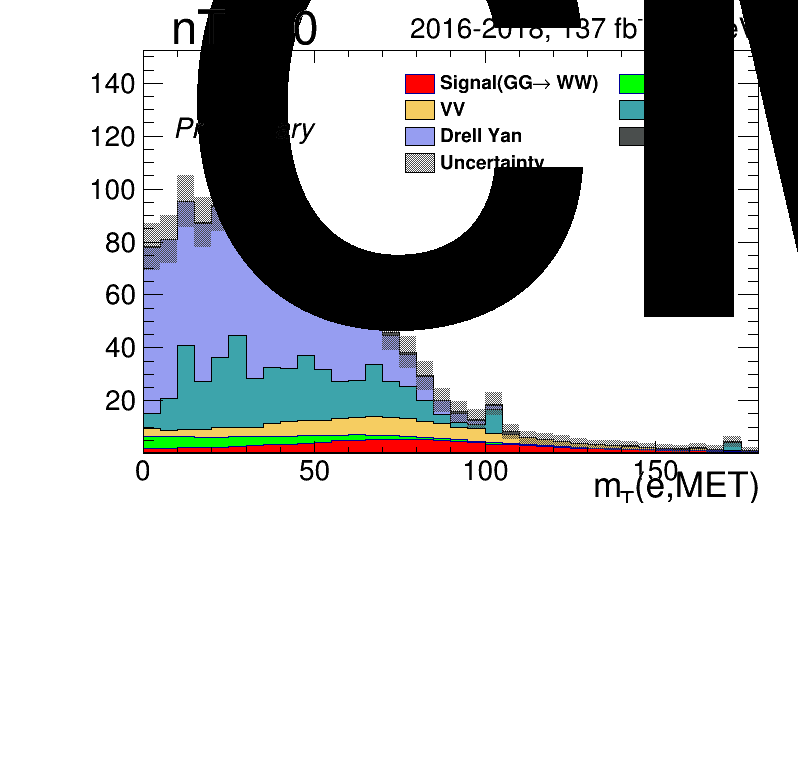 2016-2018, 137 fb
CM
Preliminary
Signal(GG→ WW)
VV
Drell Yan
Uncertainty
140
120
100
80
60
40
20
0 50 100 150
m_T(e,MET)